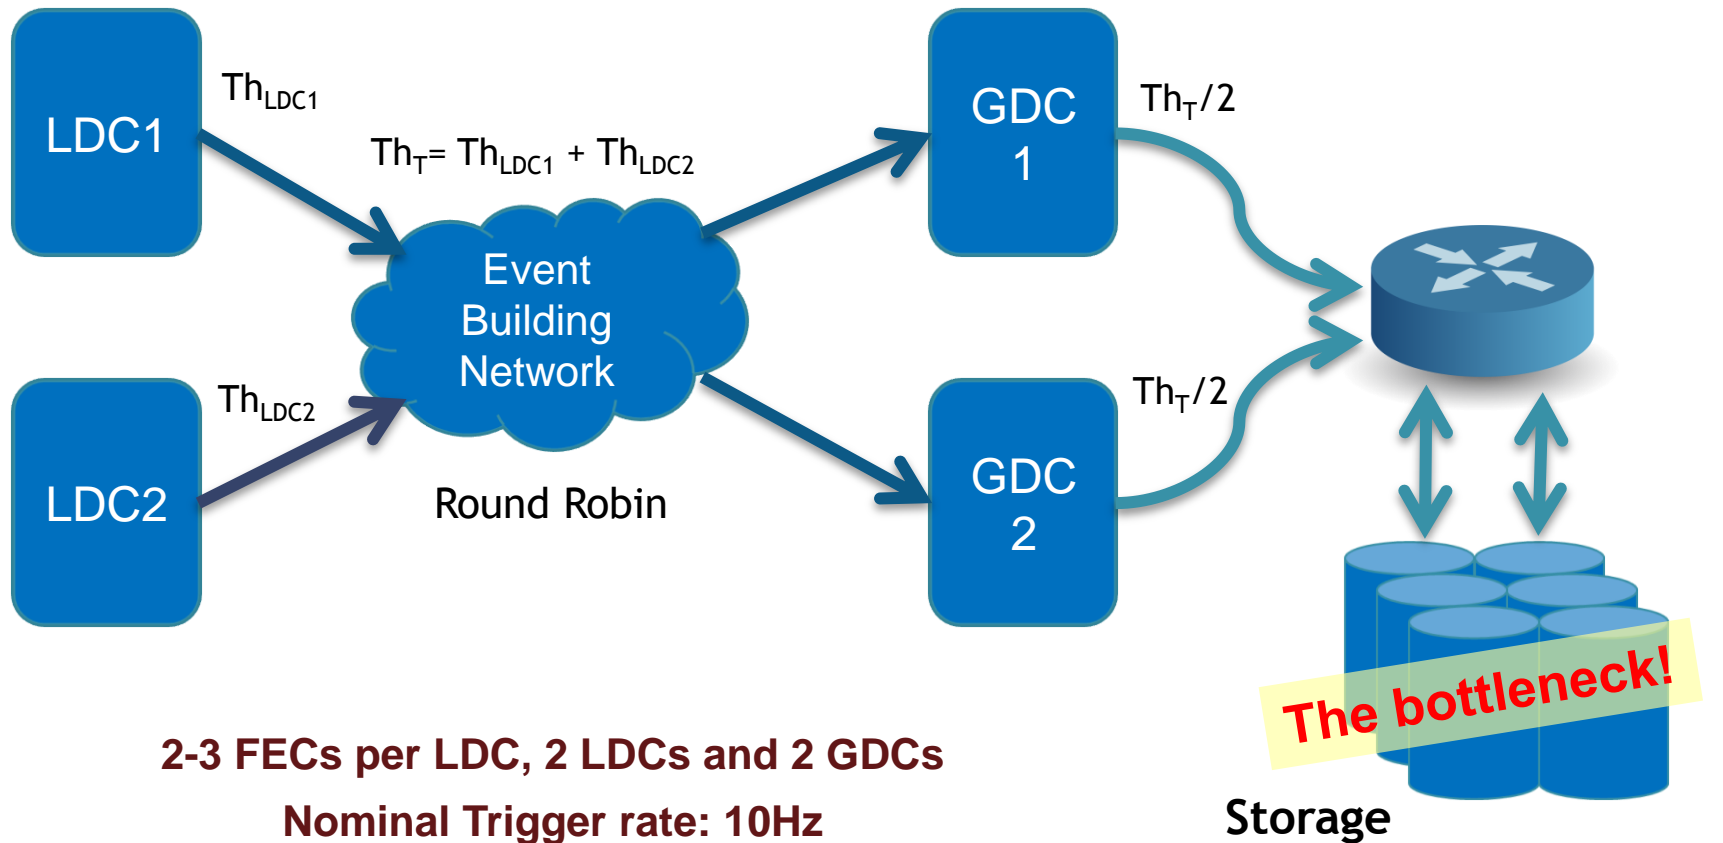 LDC1
Th_LDC1
Th_T= Th_LDC1 + Th_LDC2
GDC
1
Th_T/2
Event
Building
Network
LDC2
Th_LDC2
Round Robin
GDC
2
Th_T/2
The bottleneck!
2-3 FECs per LDC, 2 LDCs and 2 GDCs
Nominal Trigger rate: 10Hz
Storage